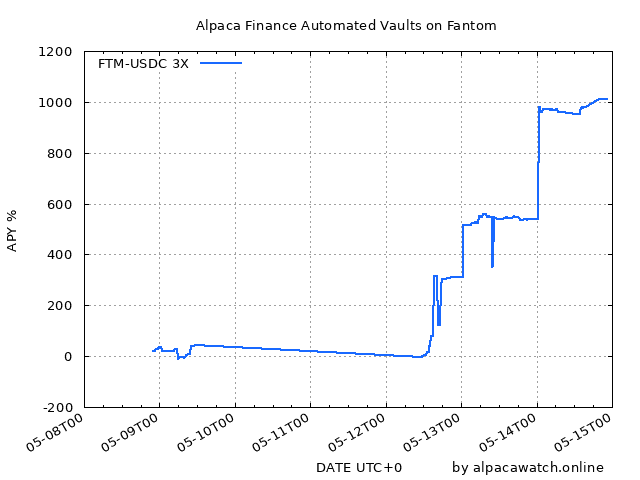 Alpaca Finance Automated Vaults on Fantom
FTM-USDC 3X
1200
1000
800
600
400
200
0
-200
APY %
05-08T00
05-09T00
05-10T00
05-11T00
05-12T00
05-13T00
05-14T00
05-15T00
DATE UTC+0
by alpacawatch.online